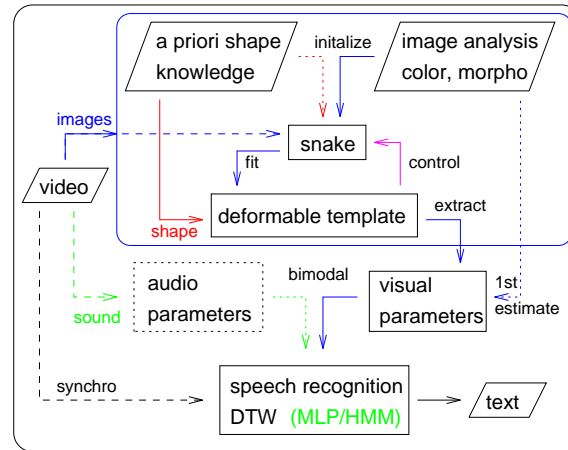 a priori shape
knowledge
initalize
image analysis
color, morpho
images
snake
fit
control
video
deformable template
extract
shape
audio
parameters
bimodal
visual
parameters
1st
estimate
sound
synchro
speech recognition
DTW (MLP/HMM)
text